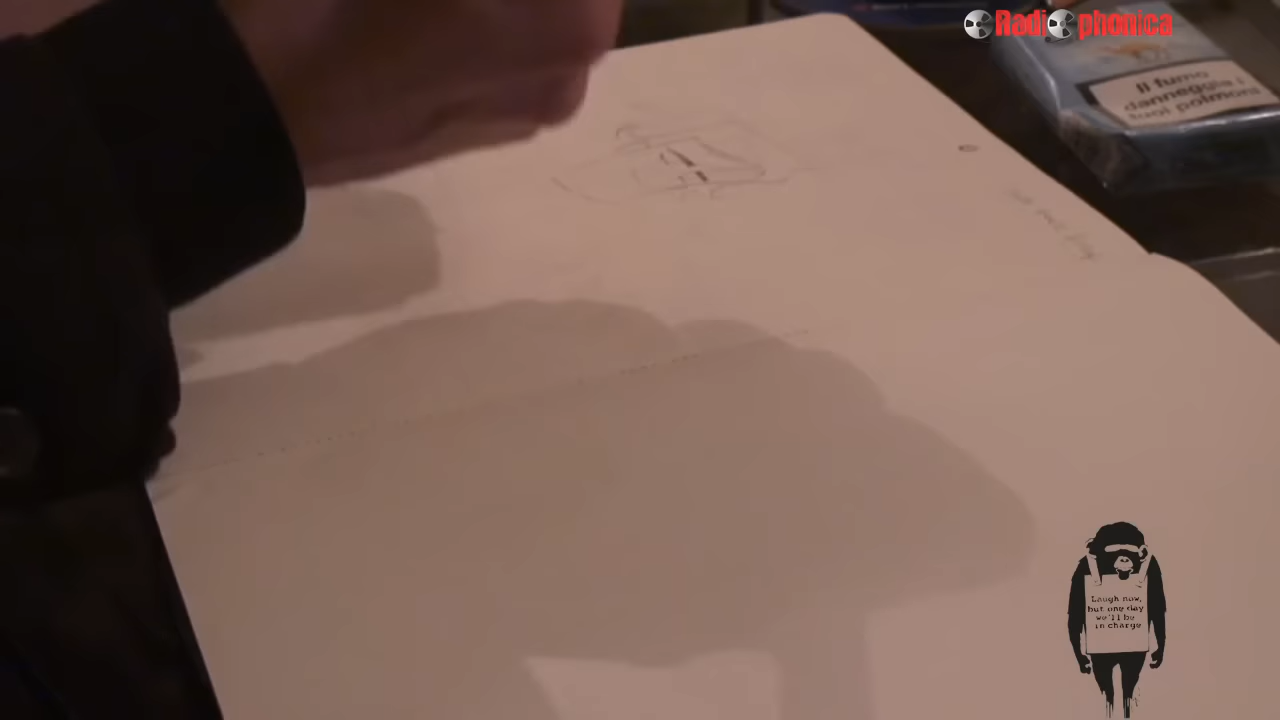 Radiophonica
Il fumo
danneggia i
tuoi polmoni
Laugh now,
but one day
we'll be
in charge